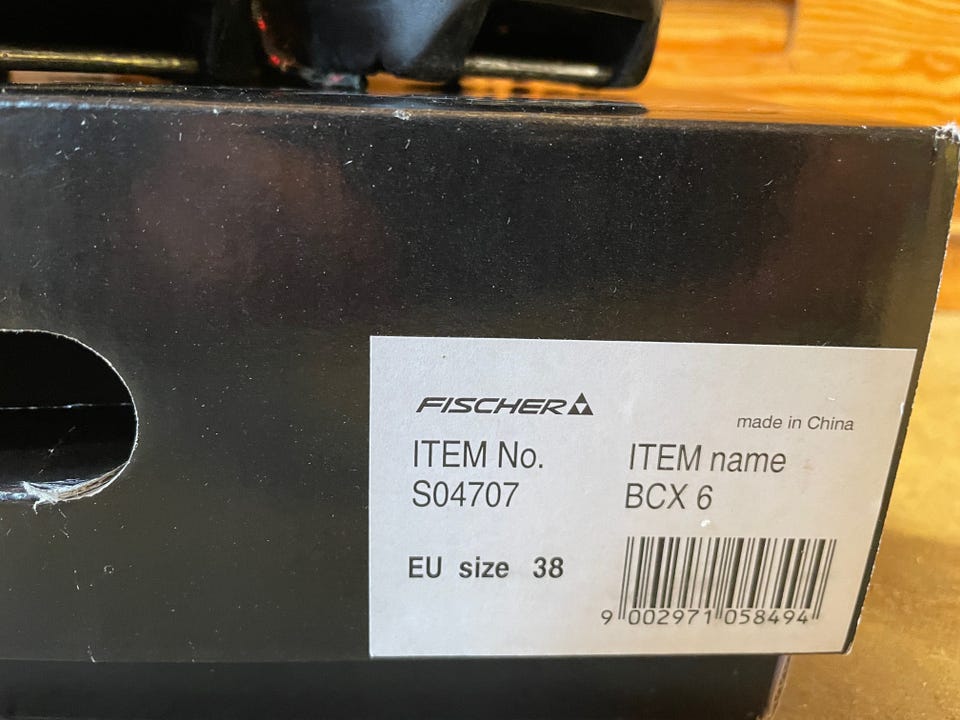 FISCHER
made in China
ITEM No. ITEM name
S04707 BCX 6
EU size 38
9 002971 058494